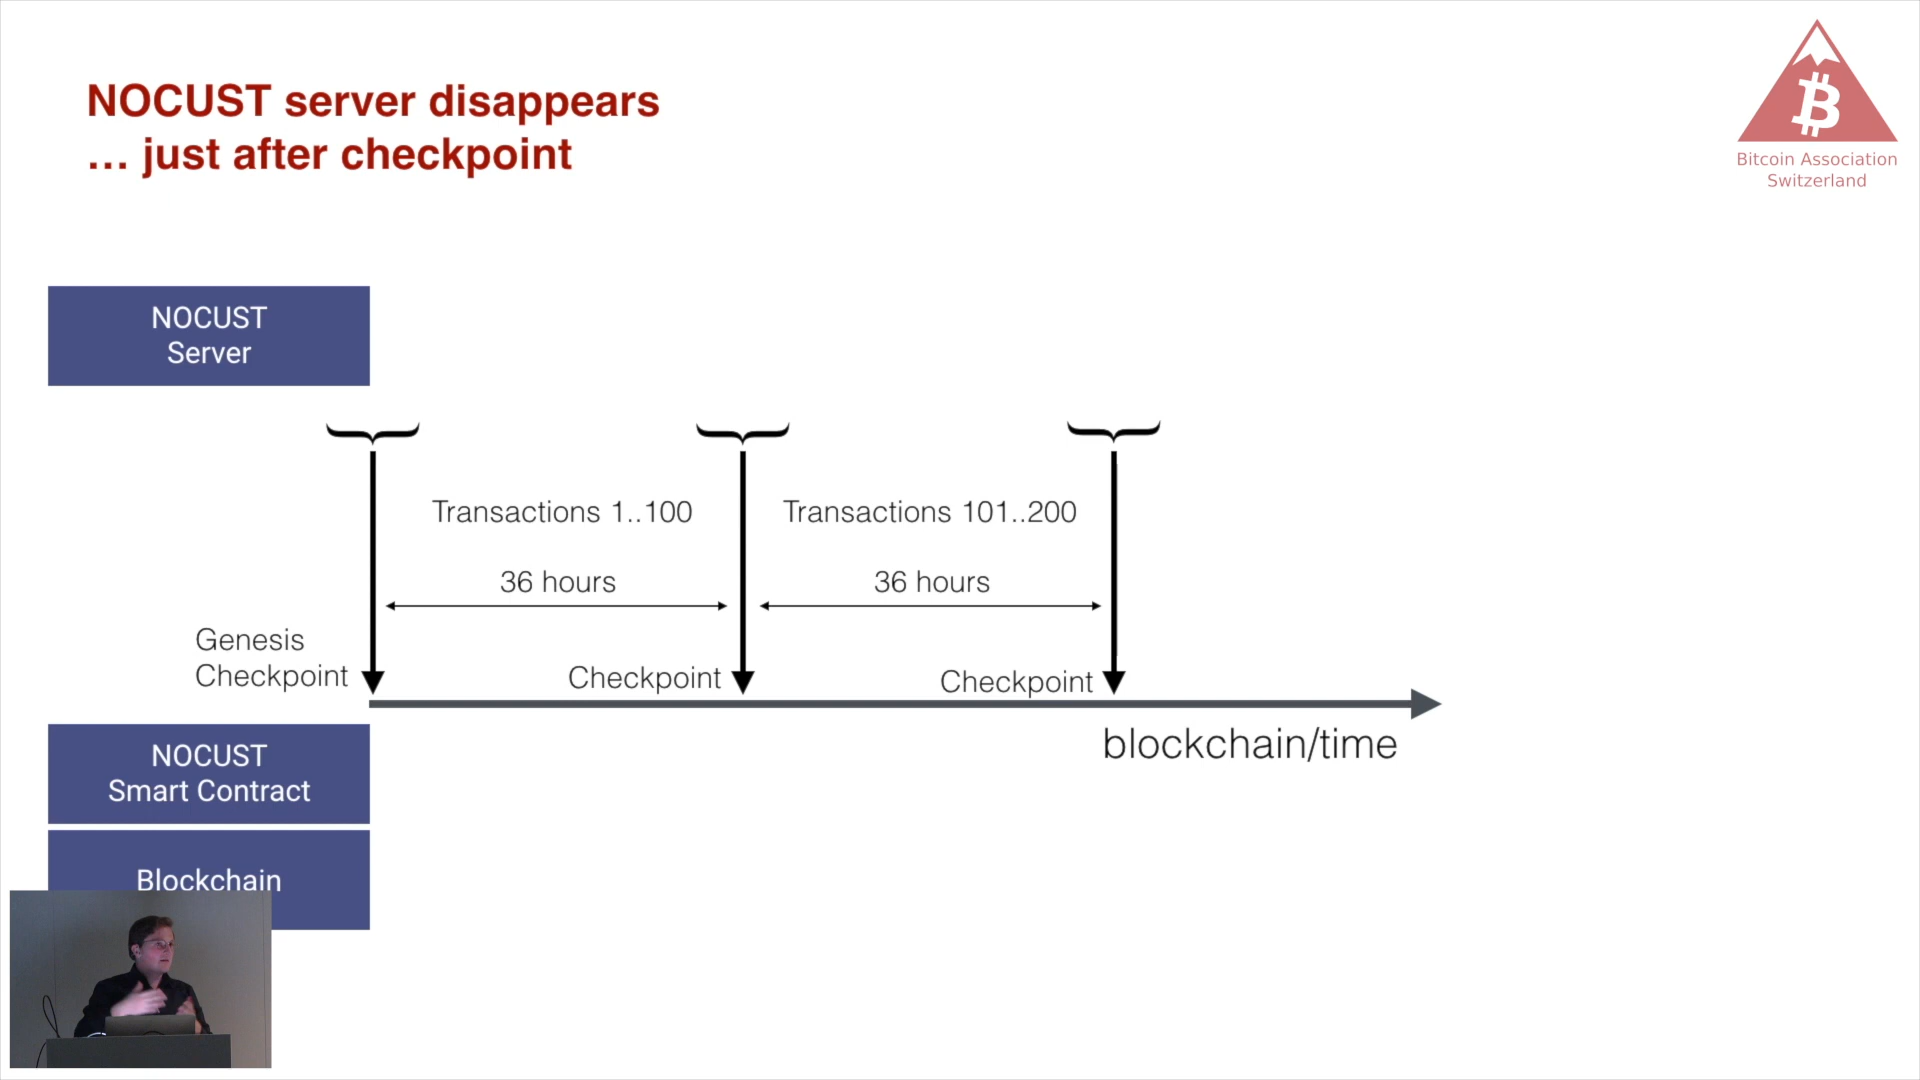 NOCUST server disappears
... just after checkpoint
Bitcoin Association
Switzerland
NOCUST
Server
Transactions 1..100
Transactions 101..200
36 hours
36 hours
Genesis
Checkpoint
Checkpoint
Checkpoint
blockchain/time
NOCUST
Smart Contract
Blockchain